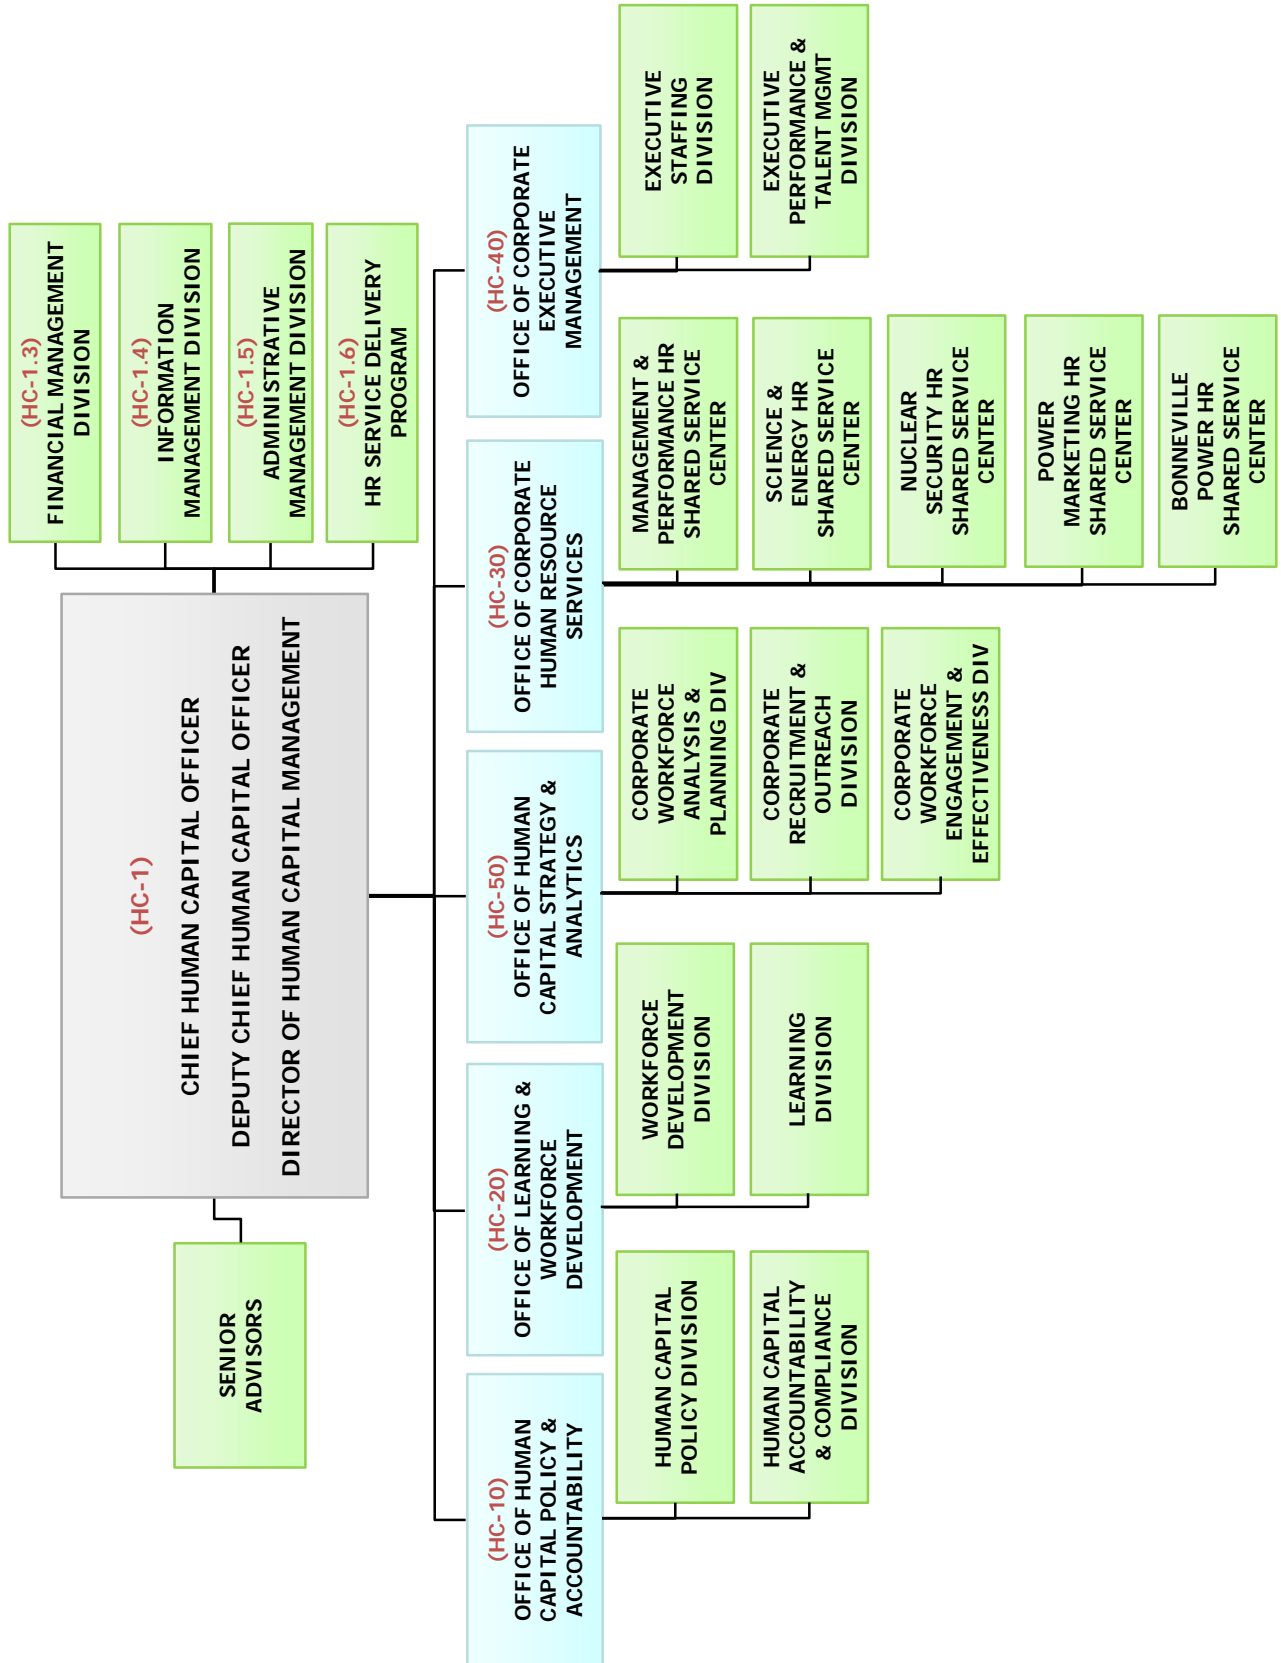 (HC-1)
CHIEF HUMAN CAPITAL OFFICER
DEPUTY CHIEF HUMAN CAPITAL OFFICER
DIRECTOR OF HUMAN CAPITAL MANAGEMENT
SENIOR
ADVISORS
(HC-1.3)
FINANCIAL MANAGEMENT
DIVISION
(HC-1.4)
INFORMATION
MANAGEMENT DIVISION
(HC-1.5)
ADMINISTRATIVE
MANAGEMENT DIVISION
(HC-1.6)
HR SERVICE DELIVERY
PROGRAM
(HC-10)
OFFICE OF HUMAN
CAPITAL POLICY &
ACCOUNTABILITY
HUMAN CAPITAL
POLICY DIVISION
HUMAN CAPITAL
ACCOUNTABILITY
& COMPLIANCE
DIVISION
(HC-20)
OFFICE OF LEARNING &
WORKFORCE
DEVELOPMENT
WORKFORCE
DEVELOPMENT
DIVISION
LEARNING
DIVISION
(HC-50)
OFFICE OF HUMAN
CAPITAL STRATEGY &
ANALYTICS
CORPORATE
WORKFORCE
ANALYSIS &
PLANNING DIV
CORPORATE
RECRUITMENT &
OUTREACH
DIVISION
CORPORATE
WORKFORCE
ENGAGEMENT &
EFFECTIVENESS DIV
(HC-30)
OFFICE OF CORPORATE
HUMAN RESOURCE
SERVICES
MANAGEMENT &
PERFORMANCE HR
SHARED SERVICE
CENTER
SCIENCE &
ENERGY HR
SHARED SERVICE
CENTER
NUCLEAR
SECURITY HR
SHARED SERVICE
CENTER
POWER
MARKETING HR
SHARED SERVICE
CENTER
BONNEVILLE
POWER HR
SHARED SERVICE
CENTER
(HC-40)
OFFICE OF CORPORATE
EXECUTIVE
MANAGEMENT
EXECUTIVE
STAFFING
DIVISION
EXECUTIVE
PERFORMANCE &
TALENT MGMT
DIVISION